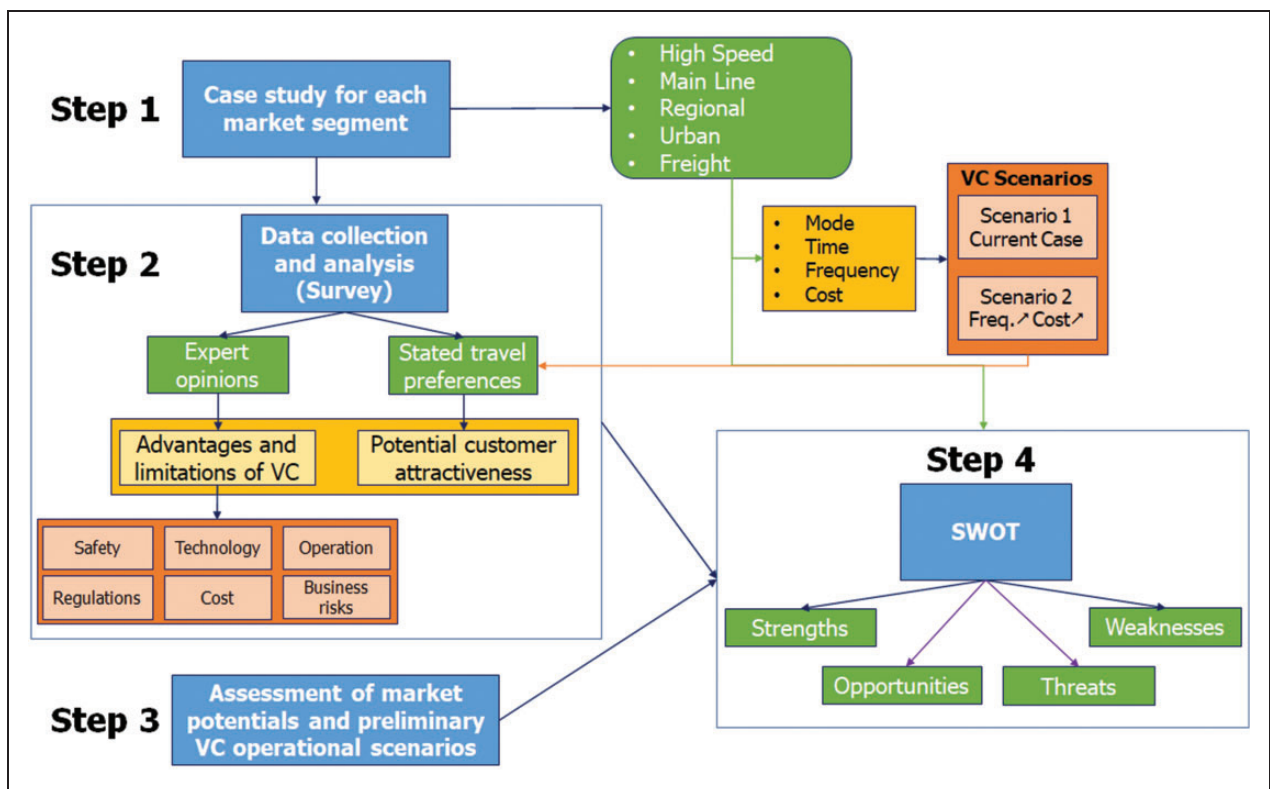 Step 1
Case study for each
market segment
• High Speed
• Main Line
• Regional
• Urban
• Freight
• Mode
• Time
• Frequency
• Cost
VC Scenarios
Scenario 1
Current Case
Scenario 2
Freq.↗ Cost↗
Step 2
Data collection
and analysis
(Survey)
Expert
opinions
Stated travel
preferences
Advantages and
limitations of VC
Potential customer
attractiveness
Safety
Technology
Operation
Regulations
Cost
Business
risks
Step 3
Assessment of market
potentials and preliminary
VC operational scenarios
Step 4
SWOT
Strengths
Weaknesses
Opportunities
Threats